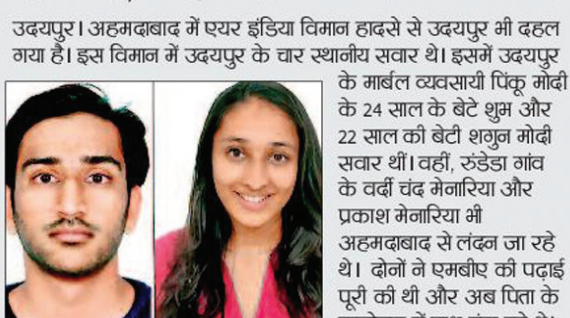 उदयपुर। अहमदाबाद में एयर इंडिया विमान हादसे से उदयपुर भी दहल
गया है। इस विमान में उदयपुर के चार स्थानीय सवार थे। इसमें उदयपुर
के मार्बल व्यवसायी पिंकू मोदी
के 24 साल के बेटे शुभ और
22 साल की बेटी शगुन मोदी
सवार थीं। वहीं, रुंडेडा गांव
के वर्दी चंद मेनारिया और
प्रकाश मेनारिया भी
अहमदाबाद से लंदन जा रहे
थे। दोनों ने एमबीए की पढ़ाई
पूरी की थी और अब पिता के